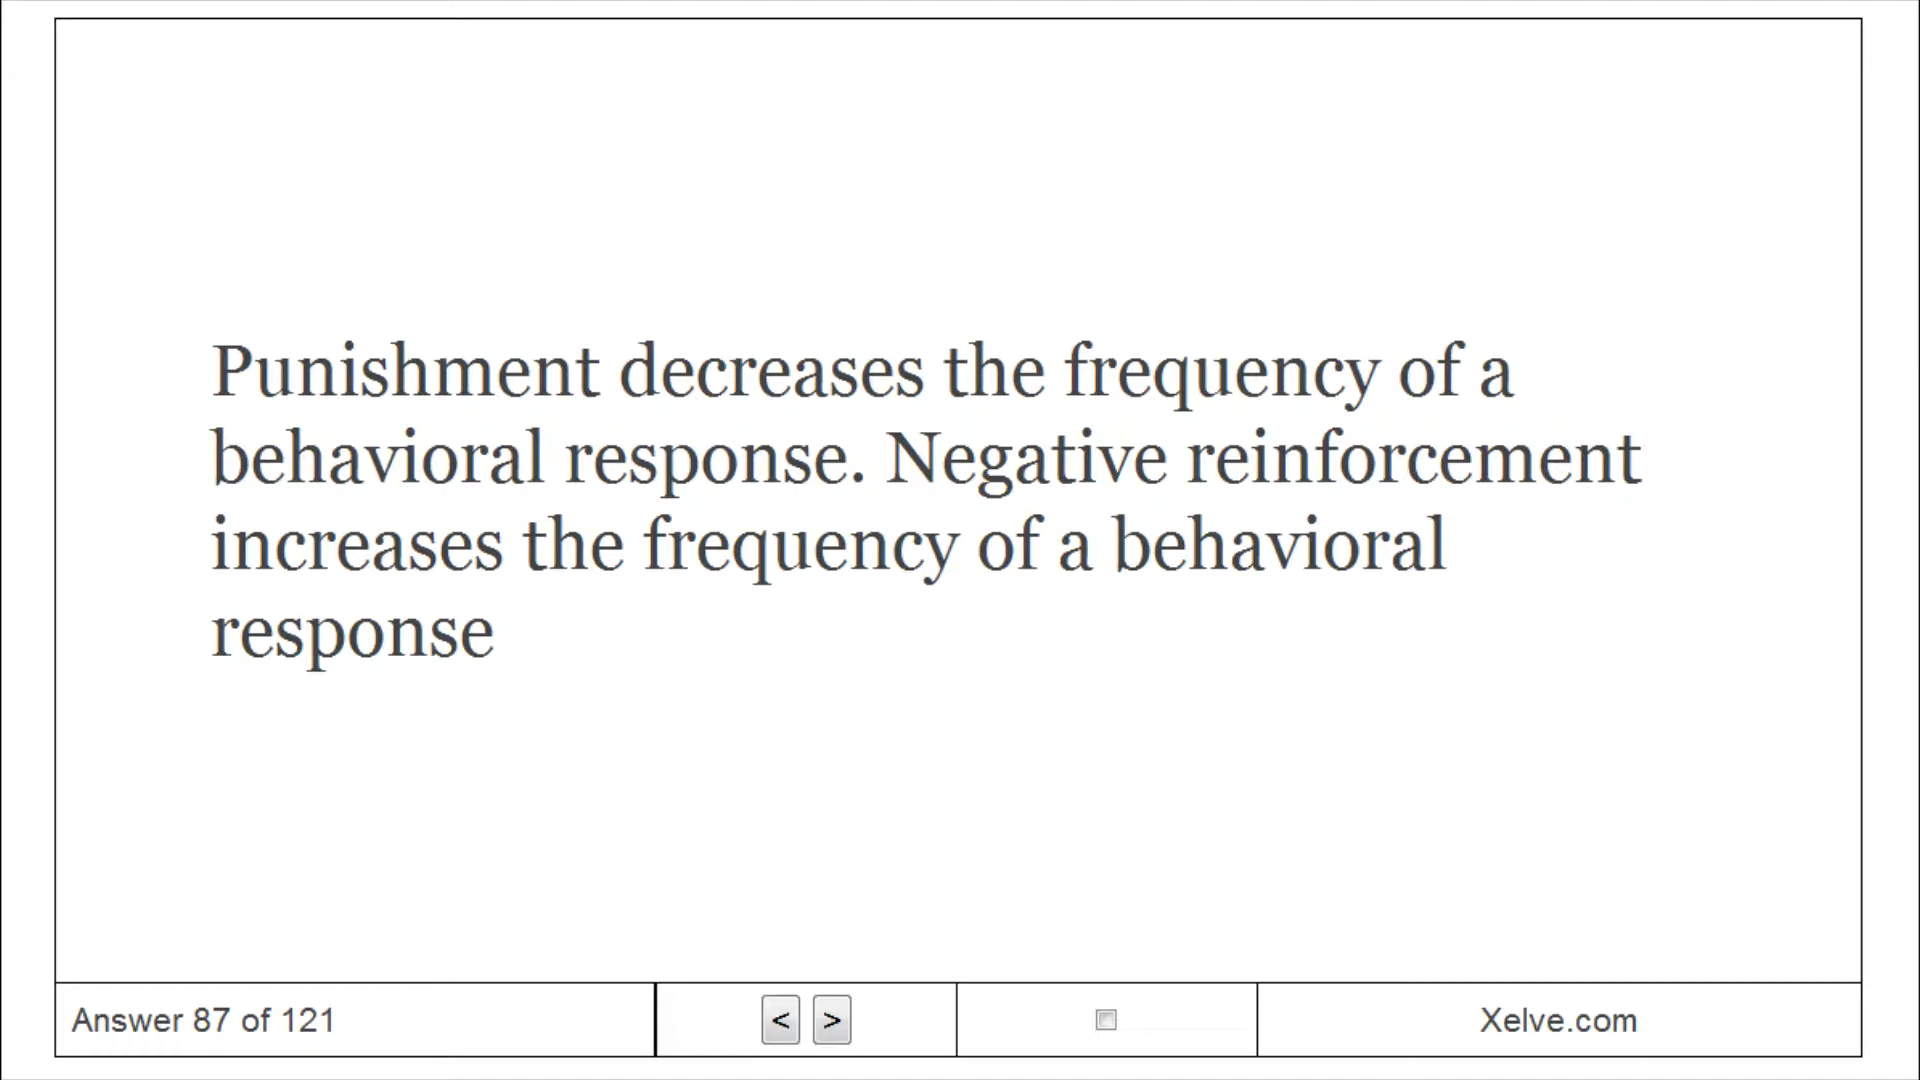 Punishment decreases the frequency of a
behavioral response. Negative reinforcement
increases the frequency of a behavioral
response
Answer 87 of 121
< >
Xelve.com